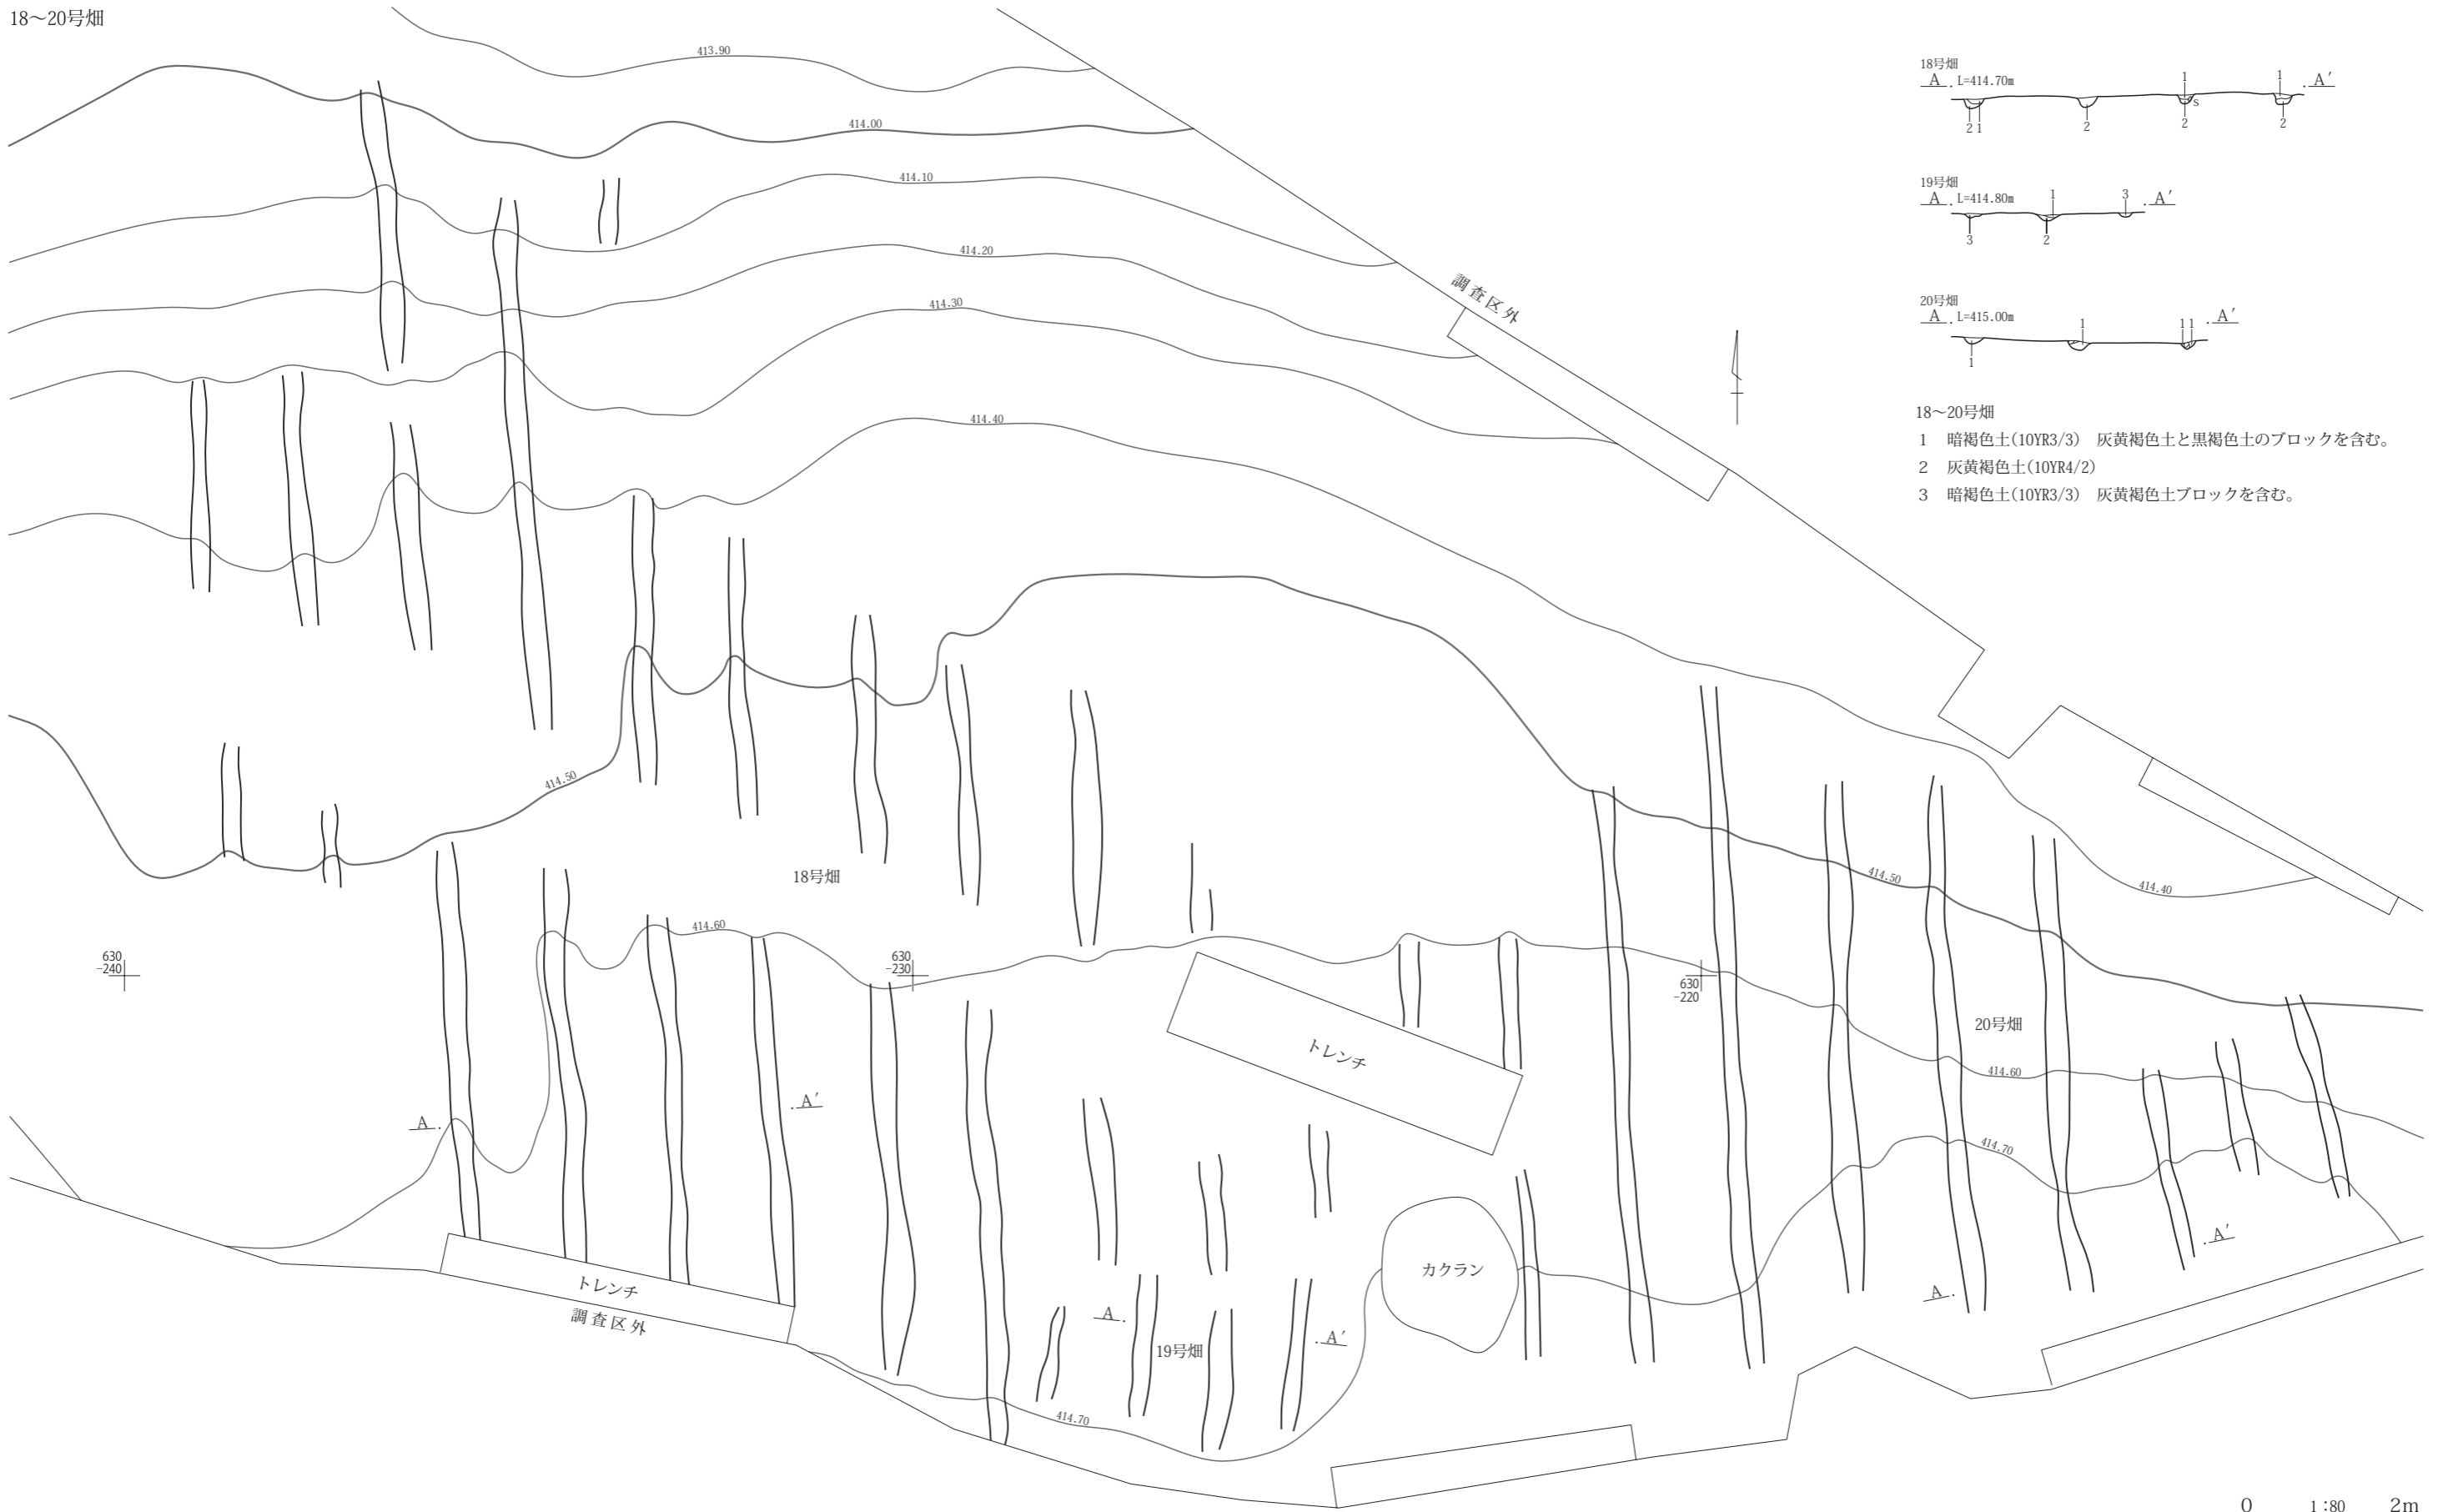 18～20号畑
413.90
414.00
414.10
414.20
414.30
414.40
調査区外
18号畑
A . L=414.70m
1
1
. A′
s
2 1
2
2
2
19号畑
A . L=414.80m
1
3
. A′
3
2
20号畑
A . L=415.00m
1
1 1
. A′
1
18～20号畑
1　暗褐色土(10YR3/3)　灰黄褐色土と黒褐色土のブロックを含む。
2　灰黄褐色土(10YR4/2)
3　暗褐色土(10YR3/3)　灰黄褐色土ブロックを含む。
414.50
18号畑
414.50
414.40
414.60
630
-240
630
-230
630
-220
トレンチ
20号畑
414.60
A .
. A′
414.70
. A′
トレンチ
調査区外
カクラン
A .
A .
19号畑
. A′
414.70
0　1:80　2m